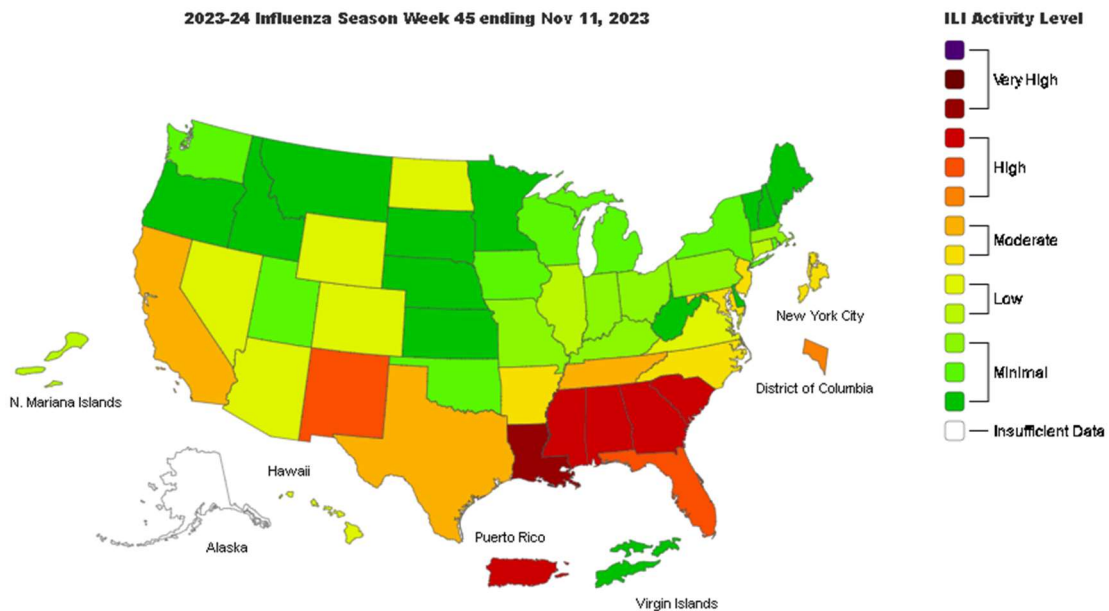 2023-24 Influenza Season Week 45 ending Nov 11, 2023
ILI Activity Level
Very High
High
Moderate
Low
Minimal
Insufficient Data
New York City
District of Columbia
N. Mariana Islands
Hawaii
Alaska
Puerto Rico
Virgin Islands